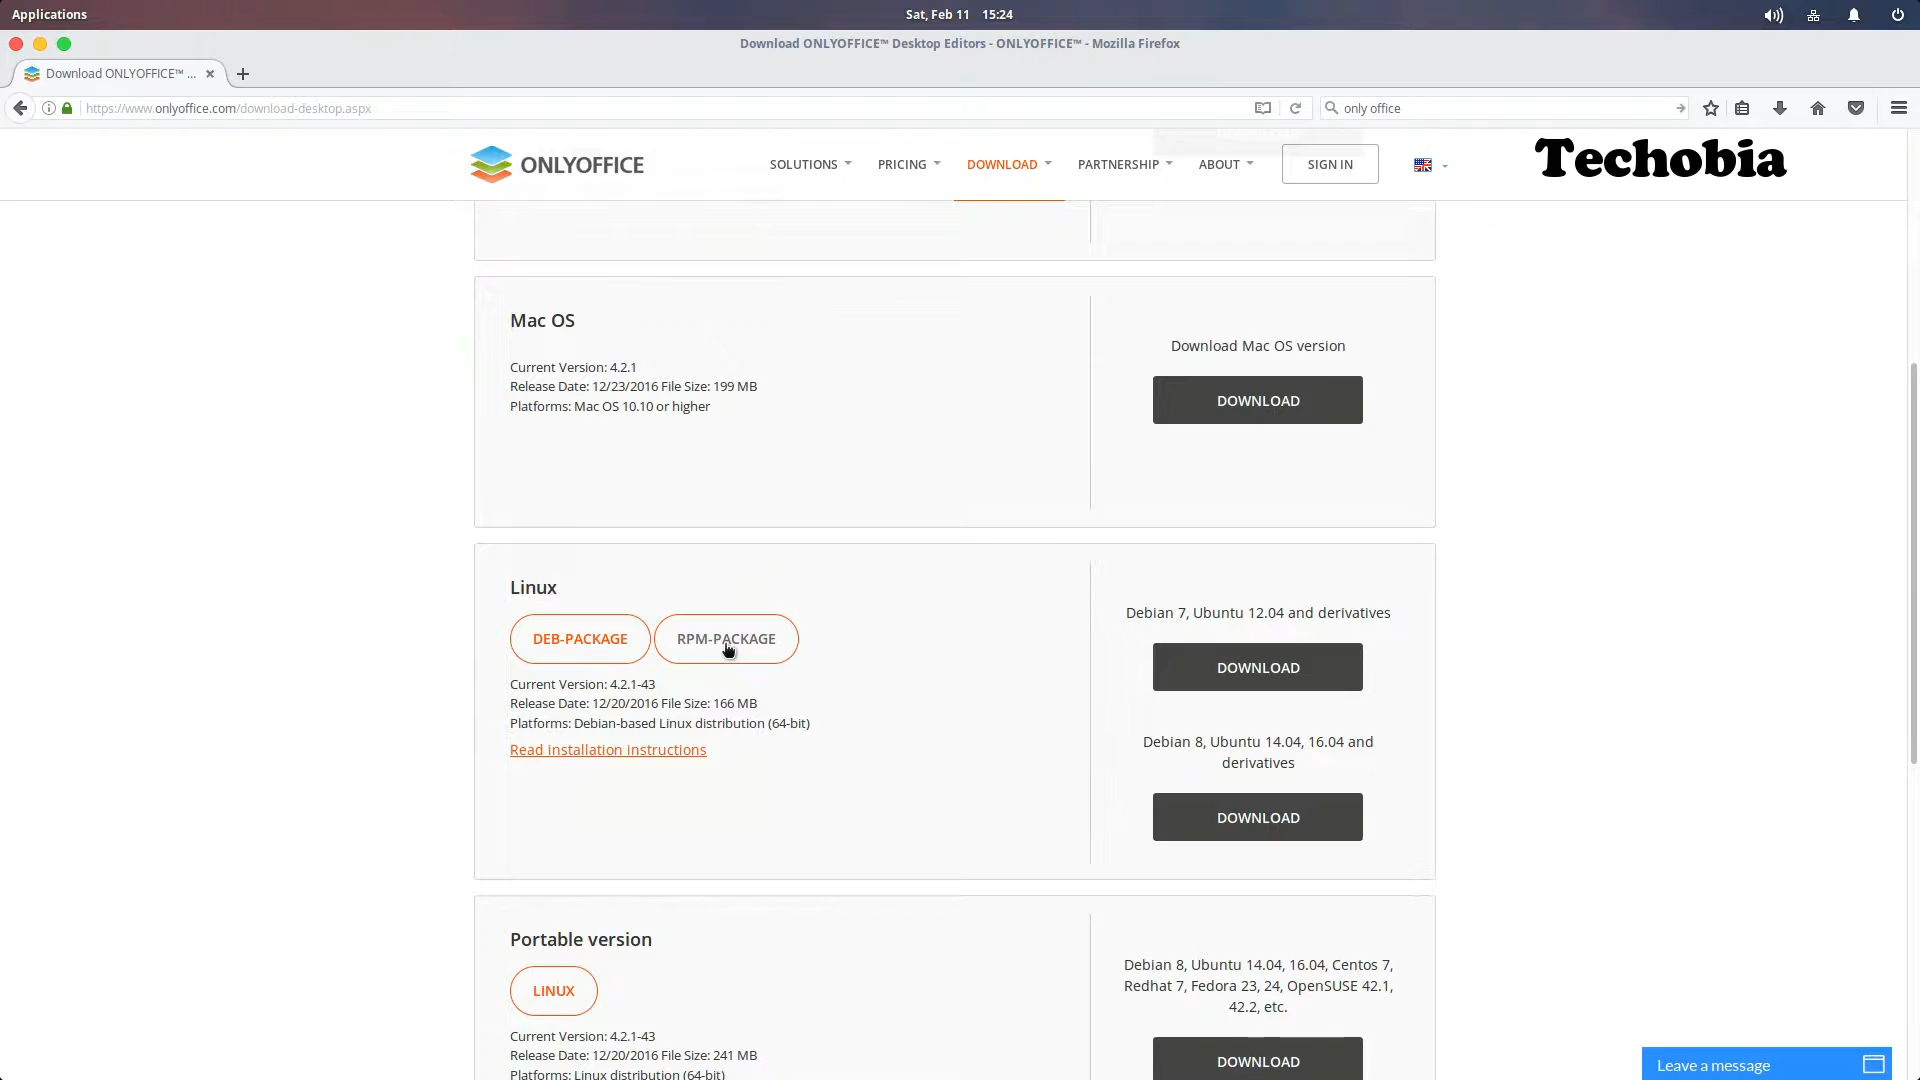 Applications
Sat, Feb 11 15:24
Download ONLYOFFICE™ Desktop Editors - ONLYOFFICE™ - Mozilla Firefox
Download ONLYOFFICE™ ...
https://www.onlyoffice.com/download-desktop.aspx
only office
ONLYOFFICE
SOLUTIONS
PRICING
DOWNLOAD
PARTNERSHIP
ABOUT
SIGN IN
Techobia
Mac OS
Current Version: 4.2.1
Release Date: 12/23/2016 File Size: 199 MB
Platforms: Mac OS 10.10 or higher
Download Mac OS version
DOWNLOAD
Linux
DEB-PACKAGE
RPM-PACKAGE
Current Version: 4.2.1-43
Release Date: 12/20/2016 File Size: 166 MB
Platforms: Debian-based Linux distribution (64-bit)
Read installation instructions
Debian 7, Ubuntu 12.04 and derivatives
DOWNLOAD
Debian 8, Ubuntu 14.04, 16.04 and
derivatives
DOWNLOAD
Portable version
LINUX
Current Version: 4.2.1-43
Release Date: 12/20/2016 File Size: 241 MB
Platforms: Linux distribution (64-bit)
Debian 8, Ubuntu 14.04, 16.04, Centos 7,
Redhat 7, Fedora 23, 24, OpenSUSE 42.1,
42.2, etc.
DOWNLOAD
Leave a message